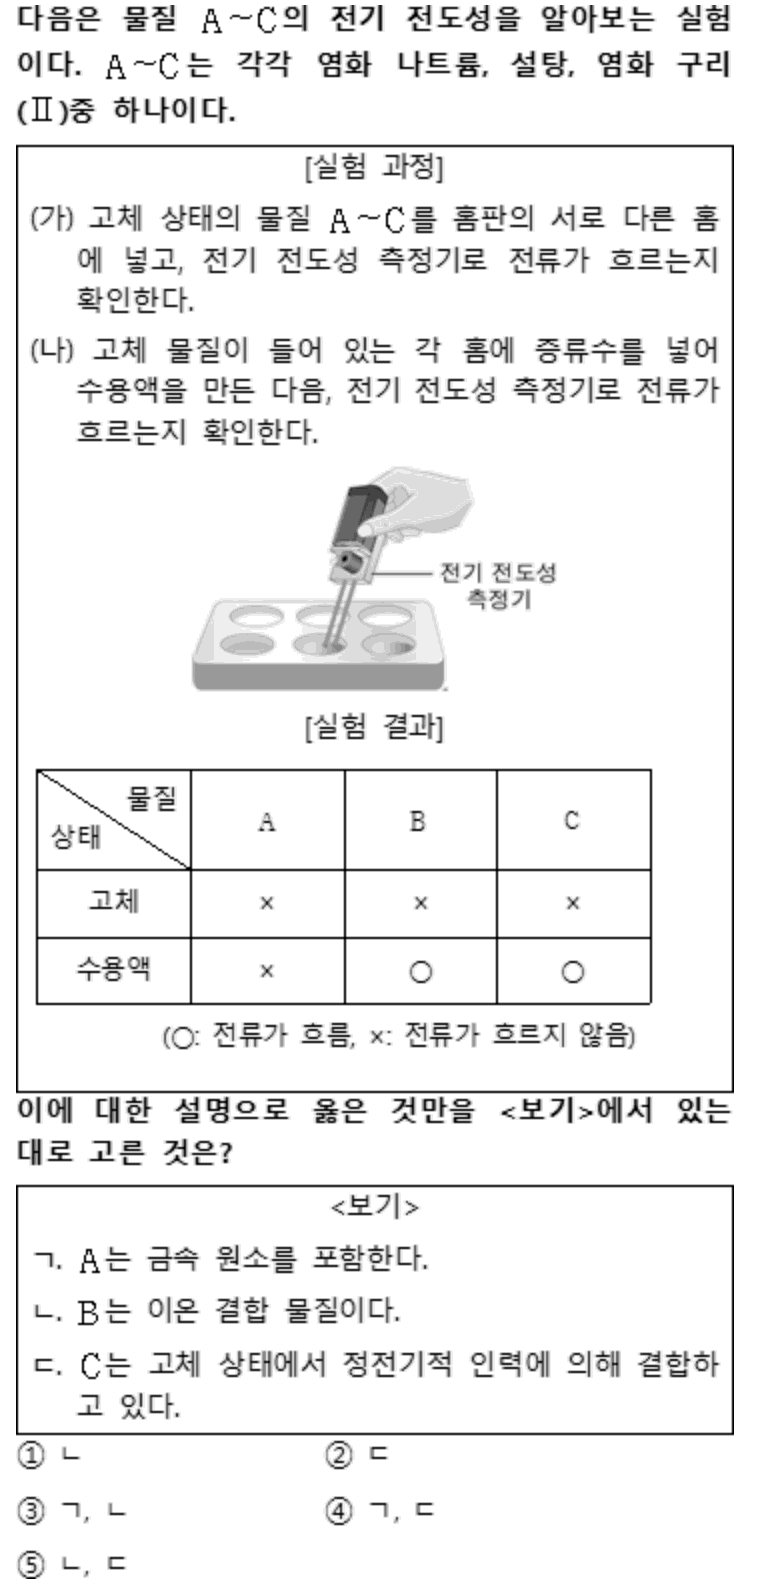 다음은 물질 A~C의 전기 전도성을 알아보는 실험
이다. A~C는 각각 염화 나트륨, 설탕, 염화 구리
(Ⅱ)중 하나이다.
[실험 과정]
(가) 고체 상태의 물질 A~C를 홈판의 서로 다른 홈
에 넣고, 전기 전도성 측정기로 전류가 흐르는지
확인한다.
(나) 고체 물질이 들어 있는 각 홈에 증류수를 넣어
수용액을 만든 다음, 전기 전도성 측정기로 전류가
흐르는지 확인한다.
전기 전도성
측정기
[실험 결과]
물질
상태 A B C
고체 × × ×
수용액 × ○ ○
(○: 전류가 흐름, ×: 전류가 흐르지 않음)
이에 대한 설명으로 옳은 것만을 <보기>에서 있는
대로 고른 것은?
<보기>
ㄱ. A는 금속 원소를 포함한다.
ㄴ. B는 이온 결합 물질이다.
ㄷ. C는 고체 상태에서 정전기적 인력에 의해 결합하
고 있다.
① ㄴ ② ㄷ
③ ㄱ, ㄴ ④ ㄱ, ㄷ
⑤ ㄴ, ㄷ